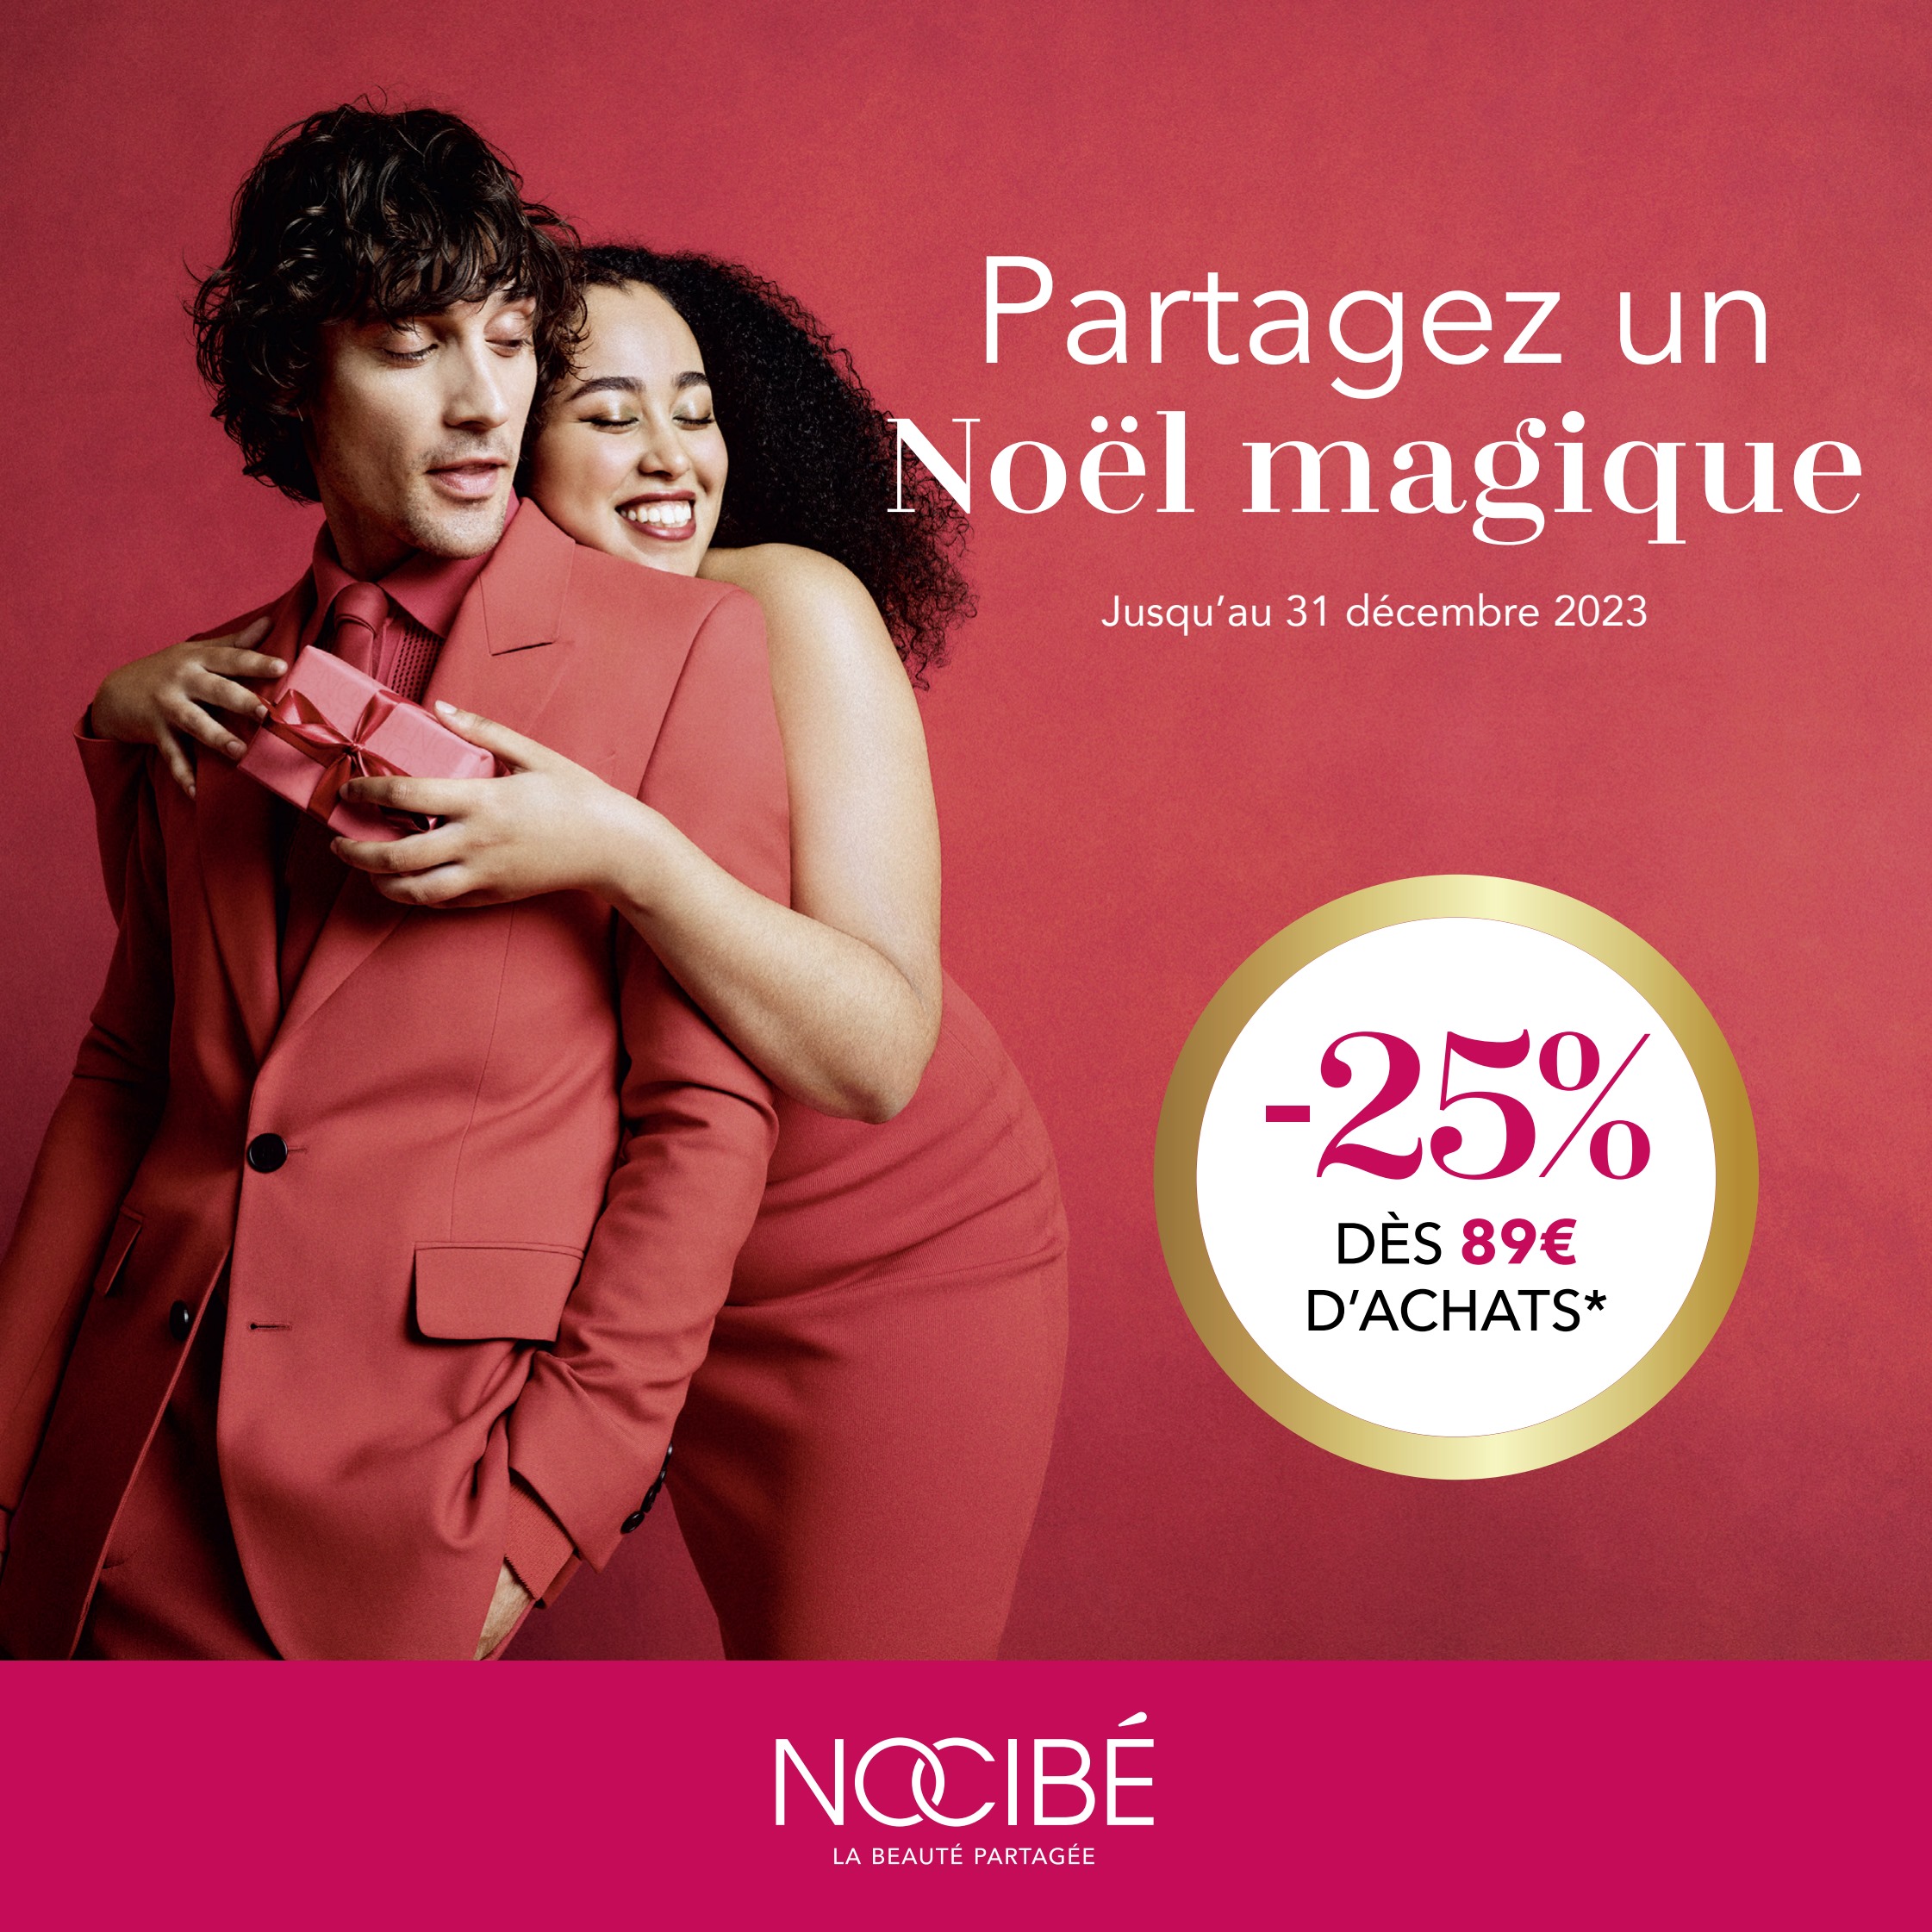 Partagez un
Noël magique
Jusqu’au 31 décembre 2023
-25%
DÈS 89€
D’ACHATS*
NOCIBÉ
LA BEAUTÉ PARTAGÉE